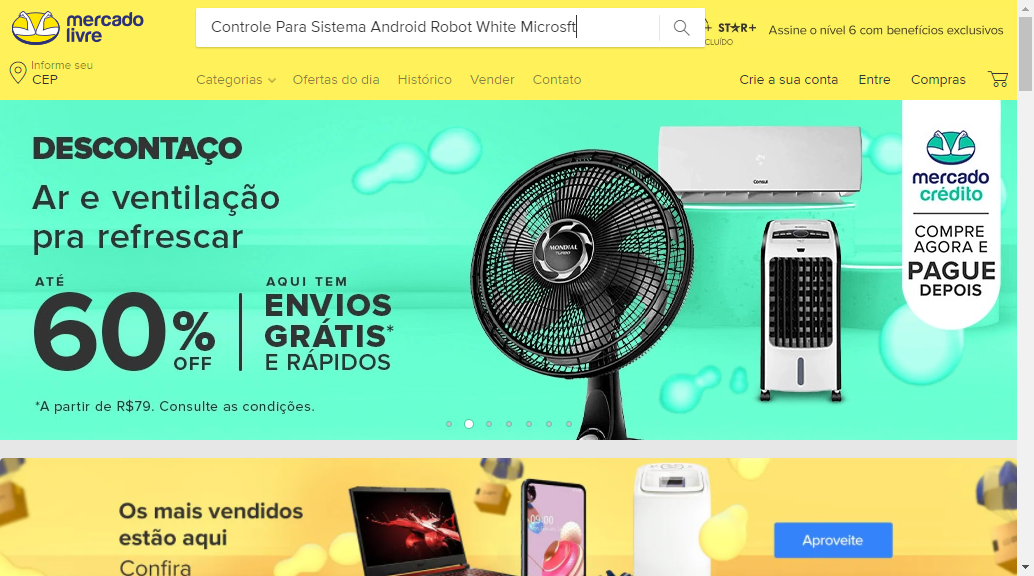 mercado
livre
Controle Para Sistema Android Robot White Microsft
ST★R+
CLUÍDO
Assine o nível 6 com benefícios exclusivos
Informe seu
CEP
Categorias
Ofertas do dia
Histórico
Vender
Contato
Crie a sua conta
Entre
Compras
DESCONTAÇO
Ar e ventilação
pra refrescar
ATÉ
60%
OFF
AQUI TEM
ENVIOS
GRÁTIS*
E RÁPIDOS
*A partir de R$79. Consulte as condições.
MONDIAL
TURBO
Consul
mercado
crédito
COMPRE
AGORA E
PAGUE
DEPOIS
Os mais vendidos
estão aqui
Confira
09:00
Aproveite